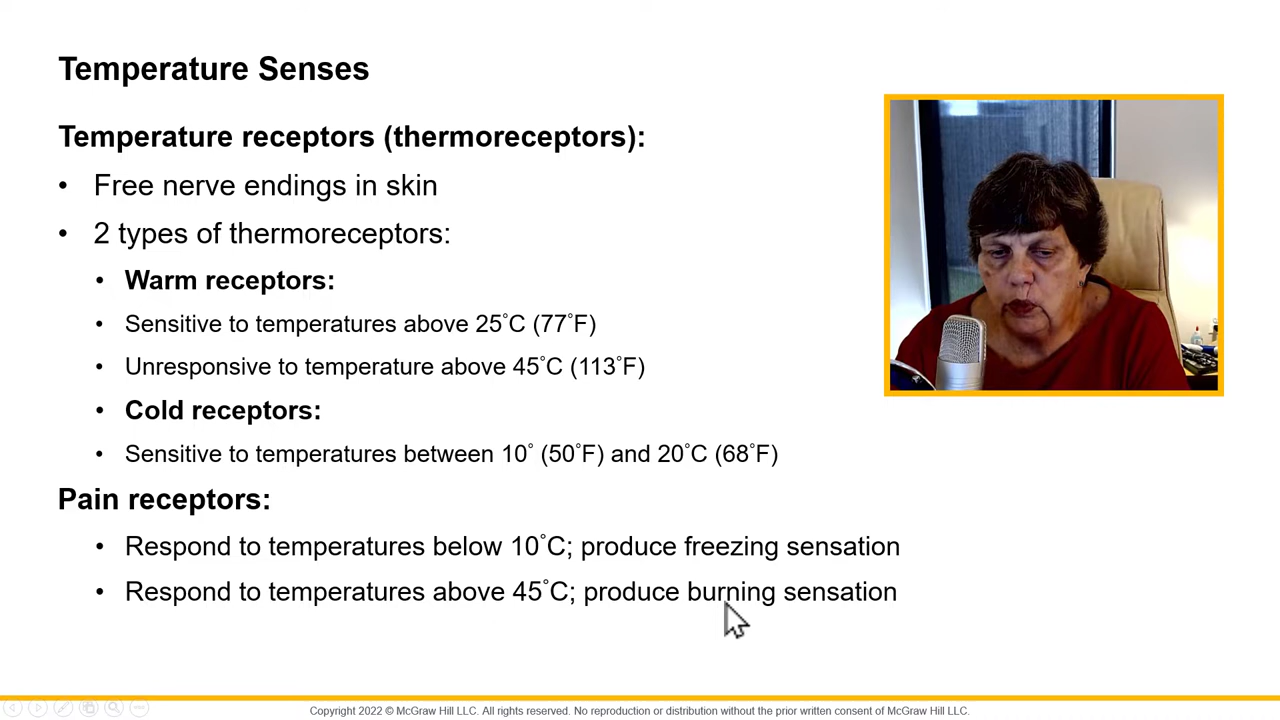 Temperature Senses
Temperature receptors (thermoreceptors):
• Free nerve endings in skin
• 2 types of thermoreceptors:
• Warm receptors:
• Sensitive to temperatures above 25°C (77°F)
• Unresponsive to temperature above 45°C (113°F)
• Cold receptors:
• Sensitive to temperatures between 10° (50°F) and 20°C (68°F)
Pain receptors:
• Respond to temperatures below 10°C; produce freezing sensation
• Respond to temperatures above 45°C; produce burning sensation
Copyright 2022 © McGraw Hill LLC. All rights reserved. No reproduction or distribution without the prior written consent of McGraw Hill LLC.